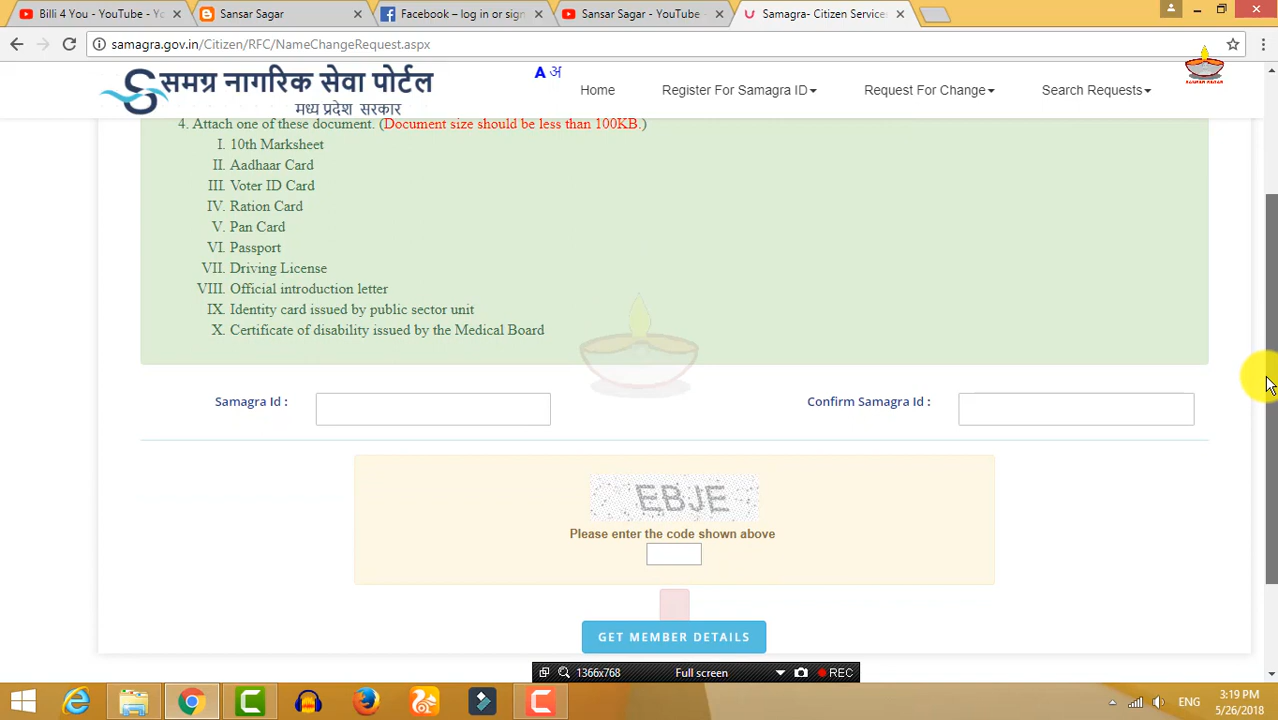 Billi 4 You - YouTube - Yo
Sansar Sagar
Facebook – log in or sign
Sansar Sagar - YouTube
Samagra- Citizen Service
samagra.gov.in/Citizen/RFC/NameChangeRequest.aspx
समग्र नागरिक सेवा पोर्टल
मध्य प्रदेश सरकार
A अ
Home
Register For Samagra ID
Request For Change
Search Requests
4. Attach one of these document. (Document size should be less than 100KB.)
I. 10th Marksheet
II. Aadhaar Card
III. Voter ID Card
IV. Ration Card
V. Pan Card
VI. Passport
VII. Driving License
VIII. Official introduction letter
IX. Identity card issued by public sector unit
X. Certificate of disability issued by the Medical Board
Samagra Id :
Confirm Samagra Id :
EBJE
Please enter the code shown above
GET MEMBER DETAILS
1366x768
Full screen
REC
ENG
3:19 PM
5/26/2018